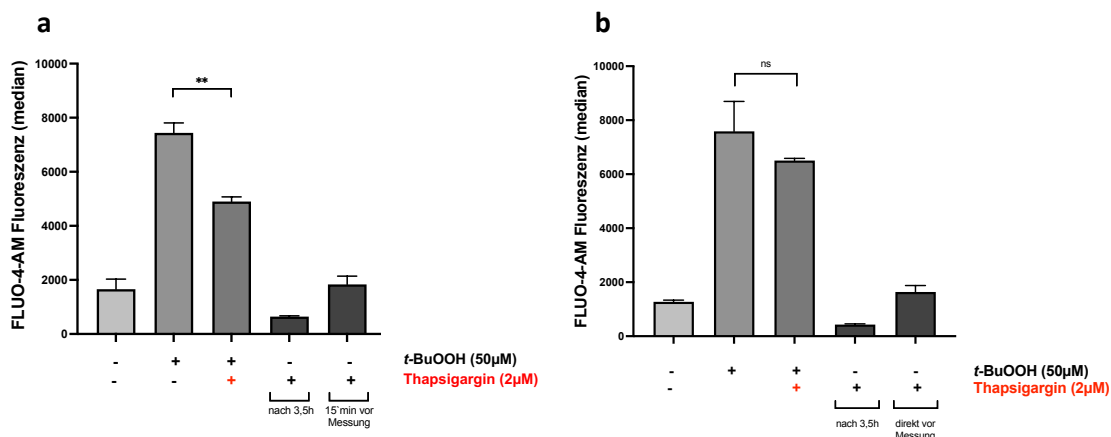 a
FLUO-4-AM Fluoreszenz (median)
10000
8000
6000
4000
2000
0
**
- + + - -
t-BuOOH (50µM)
- - + + +
Thapsigargin (2µM)
nach 3,5h
15`min vor
Messung
b
FLUO-4-AM Fluoreszenz (median)
10000
8000
6000
4000
2000
0
ns
- + + - -
t-BuOOH (50µM)
- + + +
Thapsigargin (2µM)
nach 3,5h
direkt vor
Messung